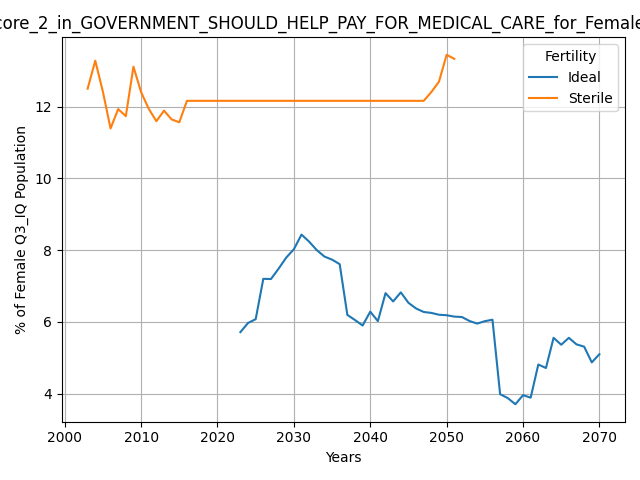 core_2_in_GOVERNMENT_SHOULD_HELP_PAY_FOR_MEDICAL_CARE_for_Female
% of Female Q3_IQ Population
12
10
8
6
4
Fertility
Ideal
Sterile
2000 2010 2020 2030 2040 2050 2060 2070
Years